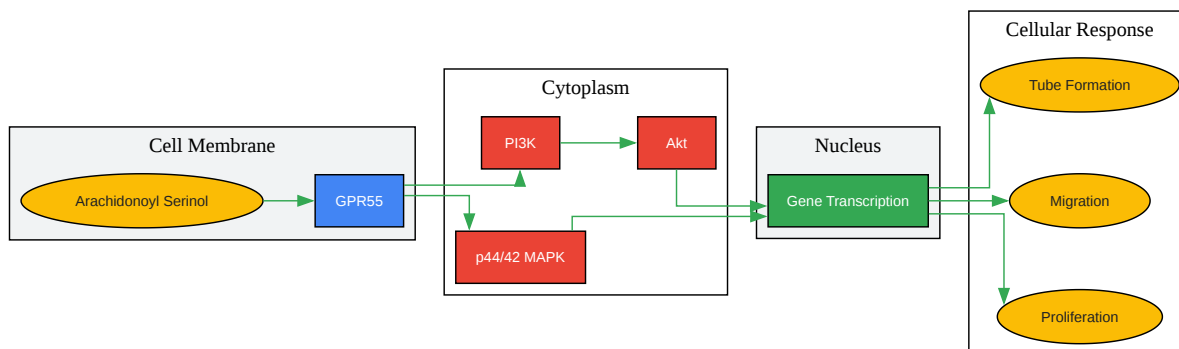 Cell Membrane
Arachidonoyl Serinol
GPR55
Cytoplasm
PI3K
Akt
p44/42 MAPK
Nucleus
Gene Transcription
Cellular Response
Tube Formation
Migration
Proliferation